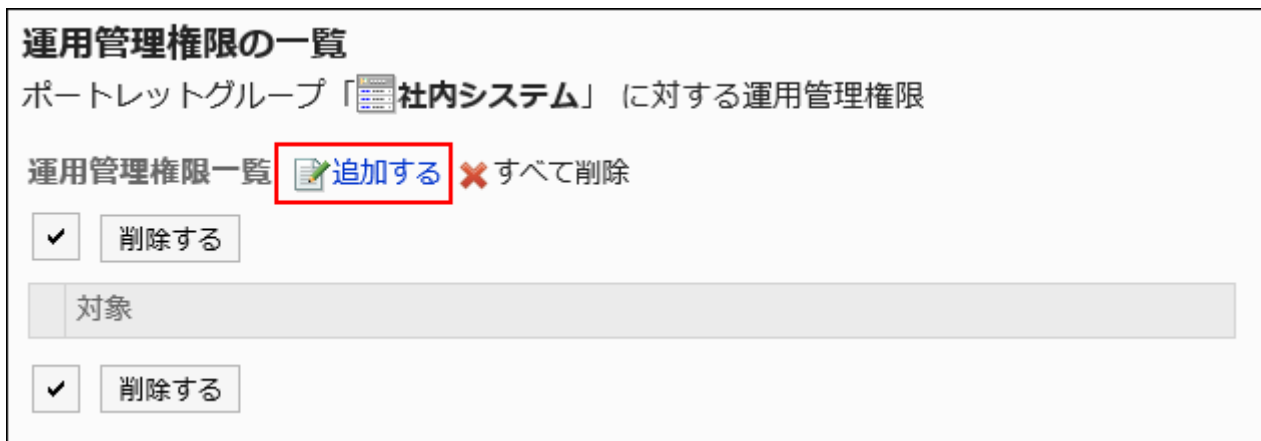 運用管理権限の一覧
ポートレットグループ「社内システム」 に対する運用管理権限
運用管理権限一覧 追加する すべて削除
削除する
対象
削除する